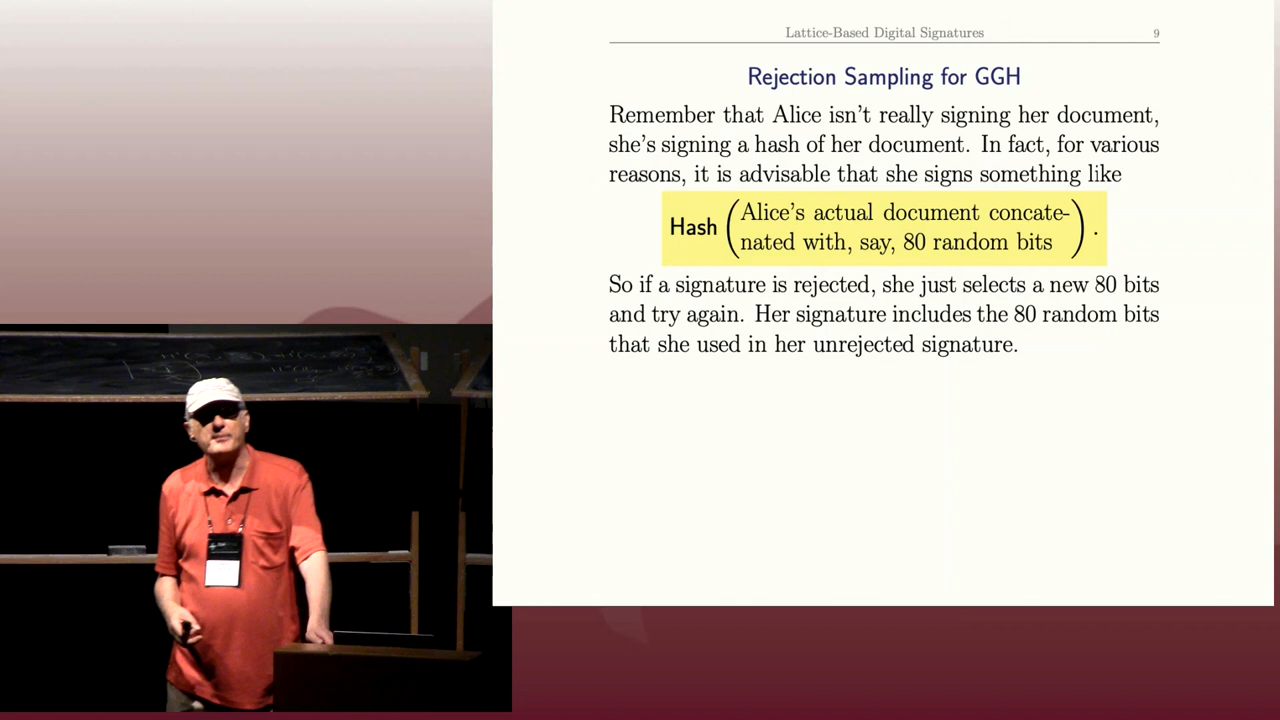 Lattice-Based Digital Signatures 9
Rejection Sampling for GGH
Remember that Alice isn't really signing her document,
she's signing a hash of her document. In fact, for various
reasons, it is advisable that she signs something like
Hash (Alice's actual document concate-
nated with, say, 80 random bits) .
So if a signature is rejected, she just selects a new 80 bits
and try again. Her signature includes the 80 random bits
that she used in her unrejected signature.